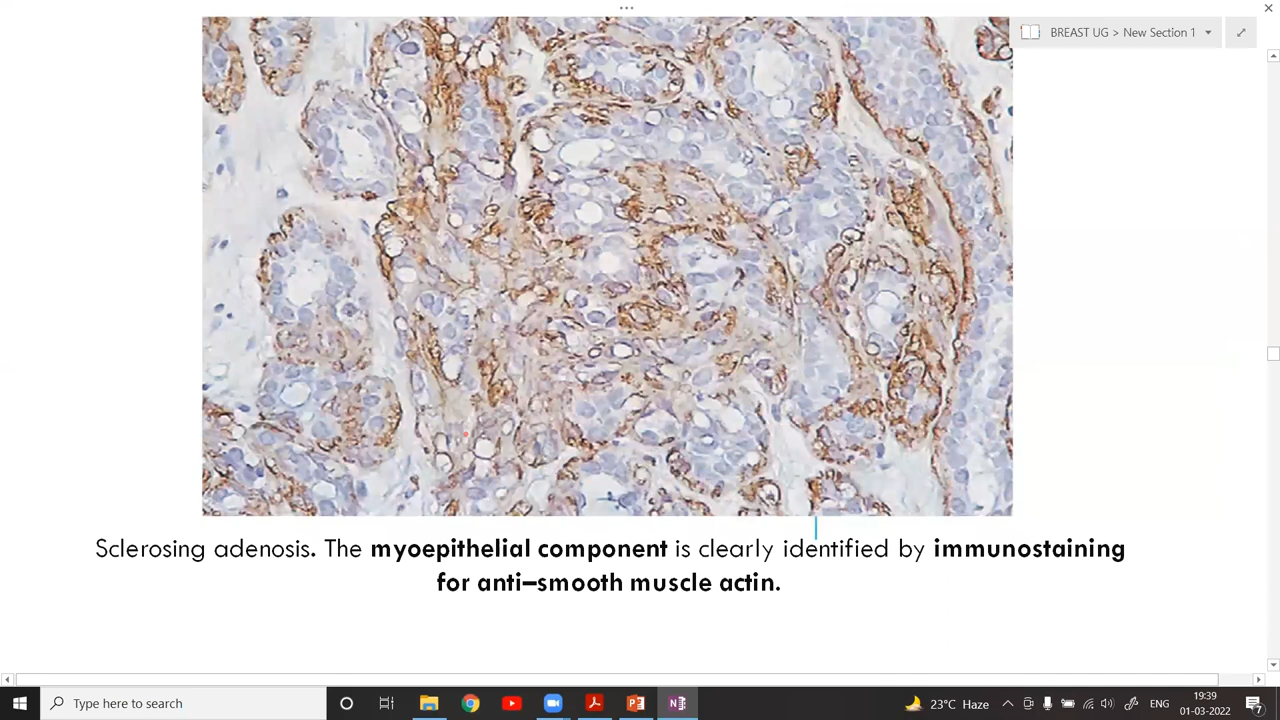 BREAST UG > New Section 1
Sclerosing adenosis. The myoepithelial component is clearly identified by immunostaining
for anti–smooth muscle actin.
Type here to search
23°C Haze
ENG
19:39
01-03-2022
7